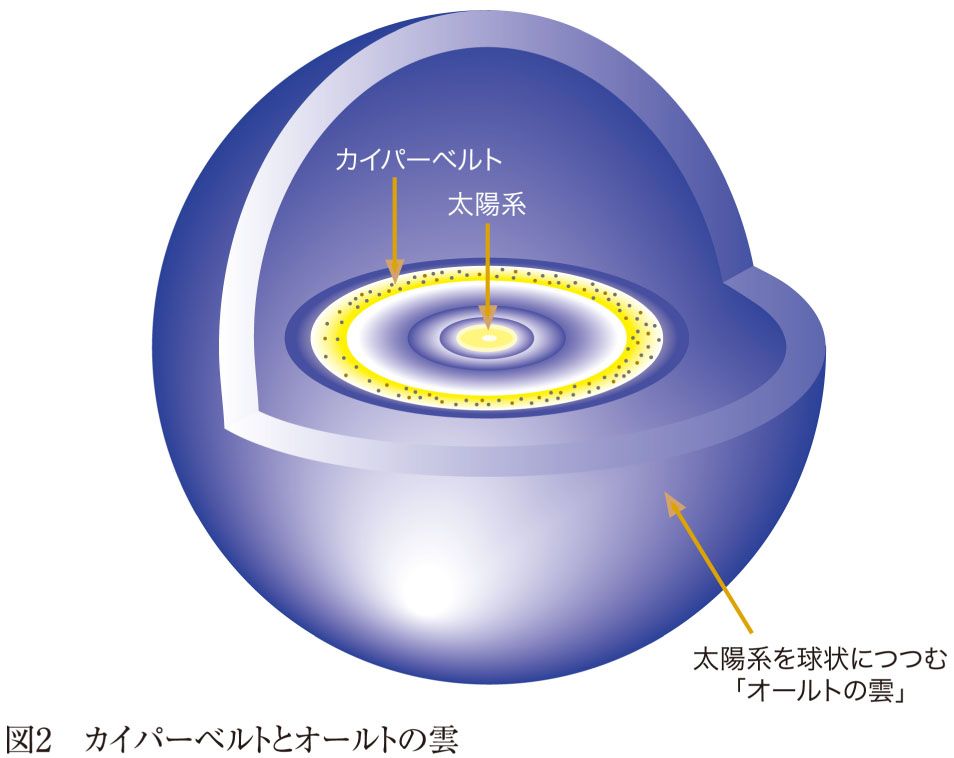 カイパーベルト
太陽系
太陽系を球状につつむ
「オールトの雲」
図2　カイパーベルトとオールトの雲